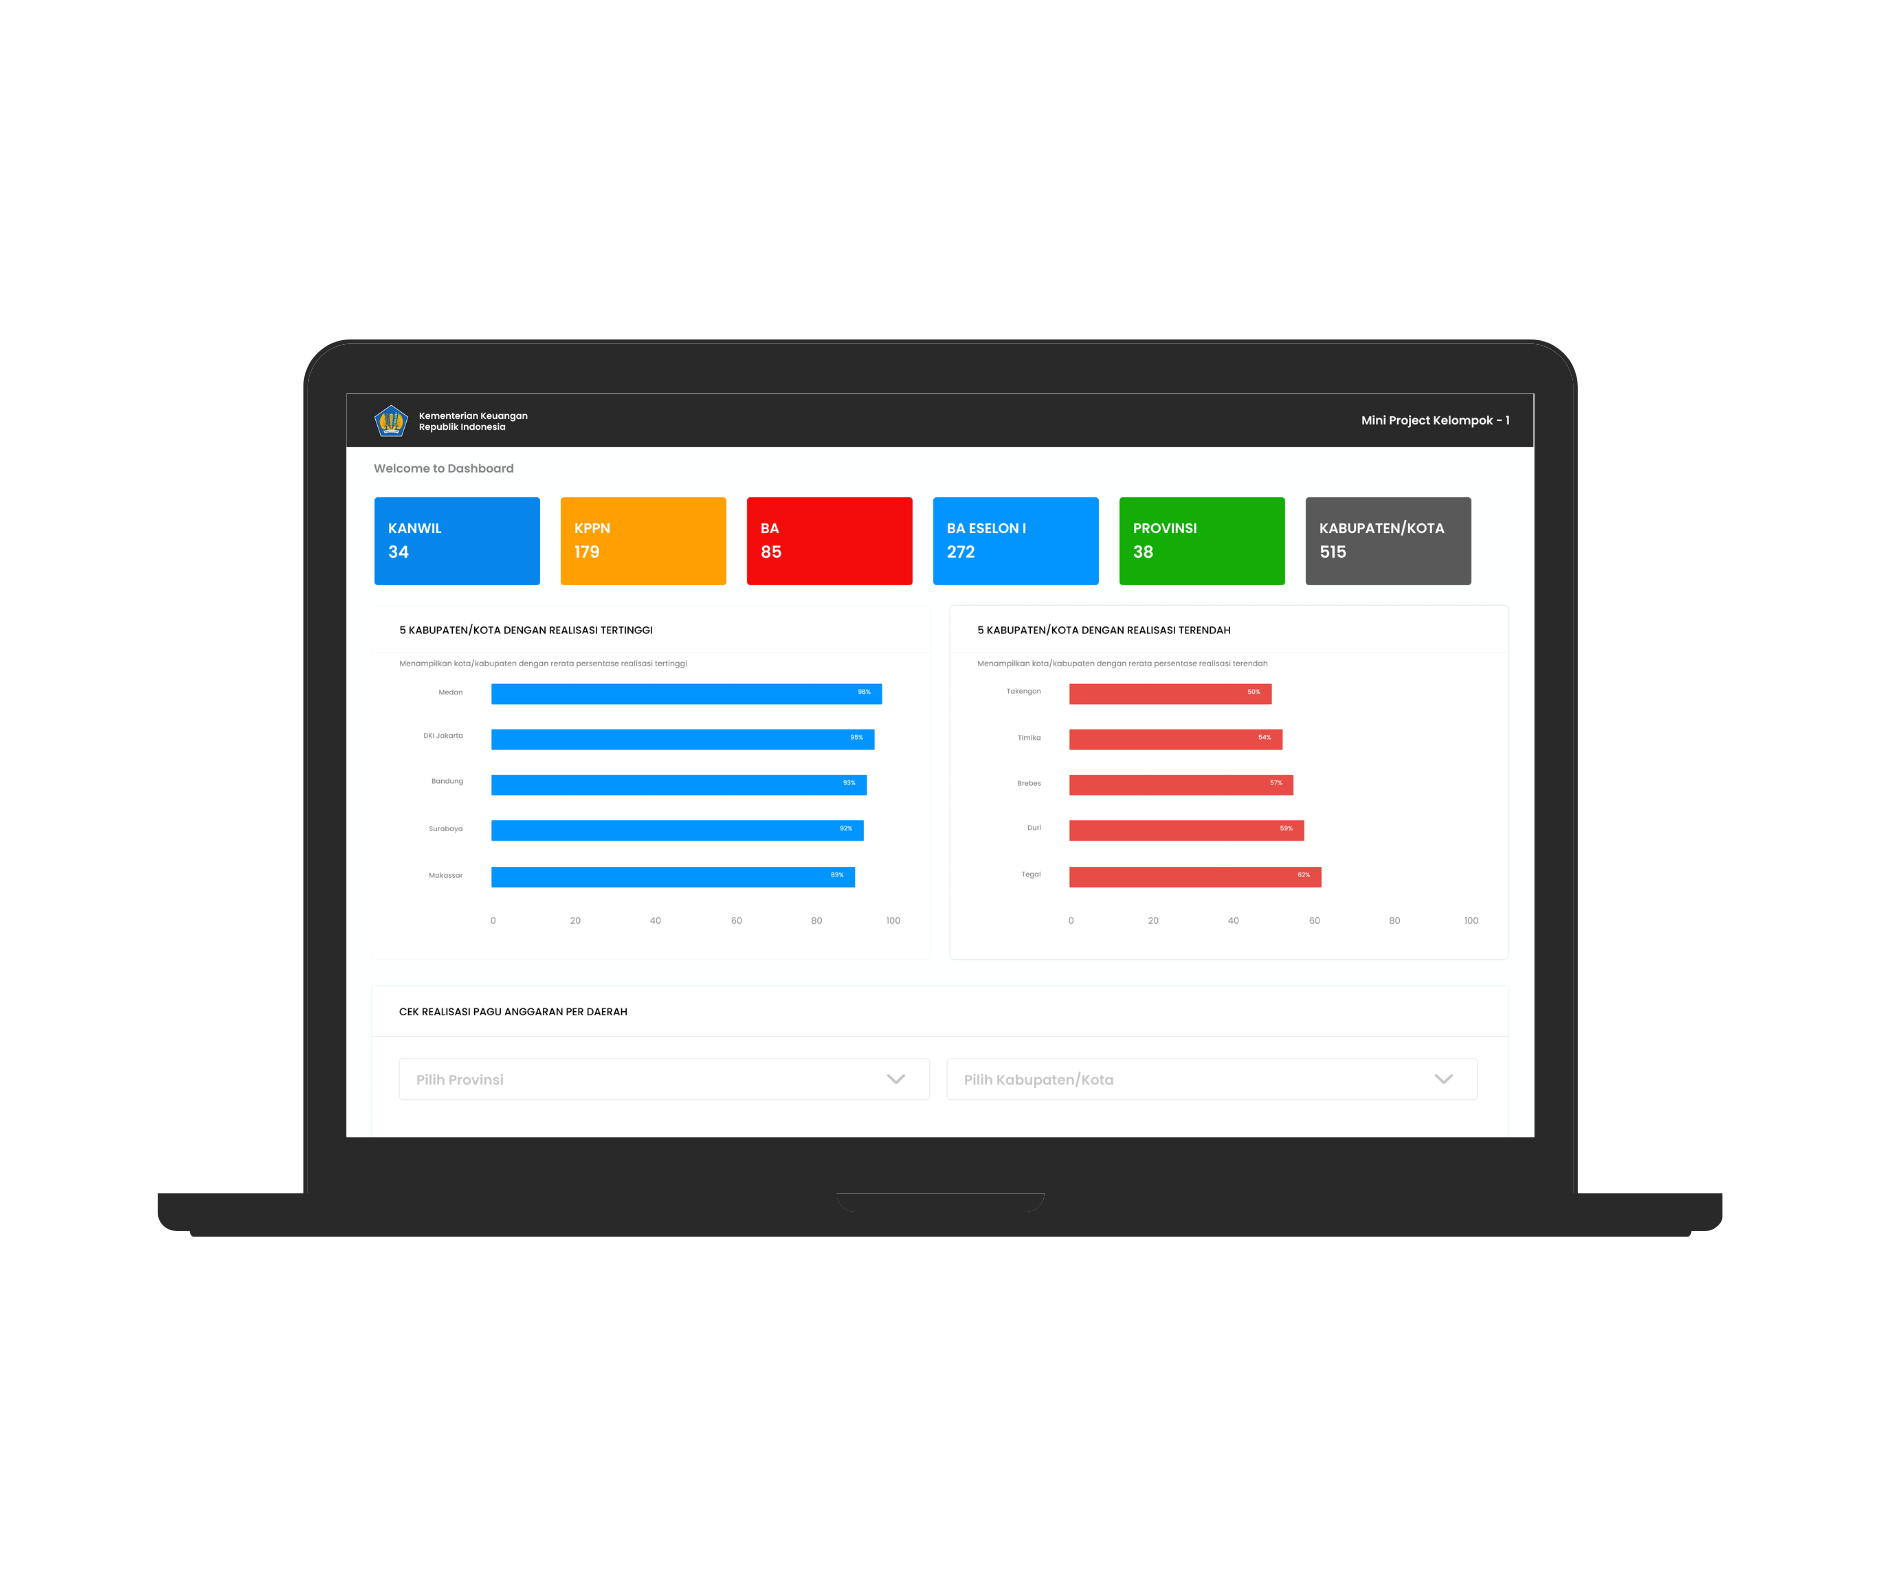 Kementerian Keuangan
Republik Indonesia
Mini Project Kelompok - 1
Welcome to Dashboard
KANWIL
34
KPPN
179
BA
85
BA ESELON I
272
PROVINSI
38
KABUPATEN/KOTA
515
5 KABUPATEN/KOTA DENGAN REALISASI TERTINGGI
Menampilkan kota/kabupaten dengan rerata persentase realisasi tertinggi
Medan
96%
DKI Jakarta
95%
Bandung
93%
Surabaya
92%
Makassar
89%
0 20 40 60 80 100
5 KABUPATEN/KOTA DENGAN REALISASI TERENDAH
Menampilkan kota/kabupaten dengan rerata persentase realisasi terendah
Takengon
50%
Timika
54%
Brebes
57%
Duri
59%
Tegal
62%
0 20 40 60 80 100
CEK REALISASI PAGU ANGGARAN PER DAERAH
Pilih Provinsi
Pilih Kabupaten/Kota